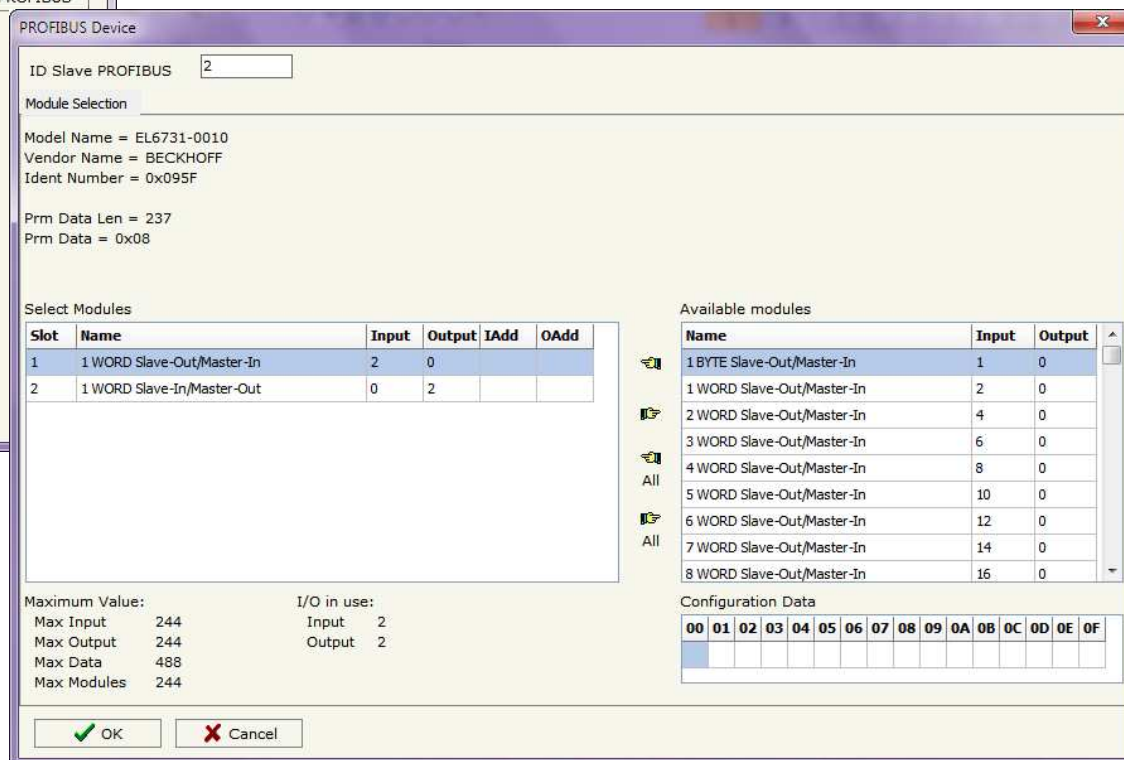 PROFIBUS
PROFIBUS Device
ID Slave PROFIBUS 2
Module Selection
Model Name = EL6731-0010
Vendor Name = BECKHOFF
Ident Number = 0x095F
Prm Data Len = 237
Prm Data = 0x08
Select Modules
Slot Name Input Output IAdd OAdd
1 1 WORD Slave-Out/Master-In 2 0
2 1 WORD Slave-In/Master-Out 0 2
All
All
Available modules
Name Input Output
1 BYTE Slave-Out/Master-In 1 0
1 WORD Slave-Out/Master-In 2 0
2 WORD Slave-Out/Master-In 4 0
3 WORD Slave-Out/Master-In 6 0
4 WORD Slave-Out/Master-In 8 0
5 WORD Slave-Out/Master-In 10 0
6 WORD Slave-Out/Master-In 12 0
7 WORD Slave-Out/Master-In 14 0
8 WORD Slave-Out/Master-In 16 0
Maximum Value:
Max Input 244
Max Output 244
Max Data 488
Max Modules 244
I/O in use:
Input 2
Output 2
Configuration Data
00 01 02 03 04 05 06 07 08 09 0A 0B 0C 0D 0E 0F
OK Cancel